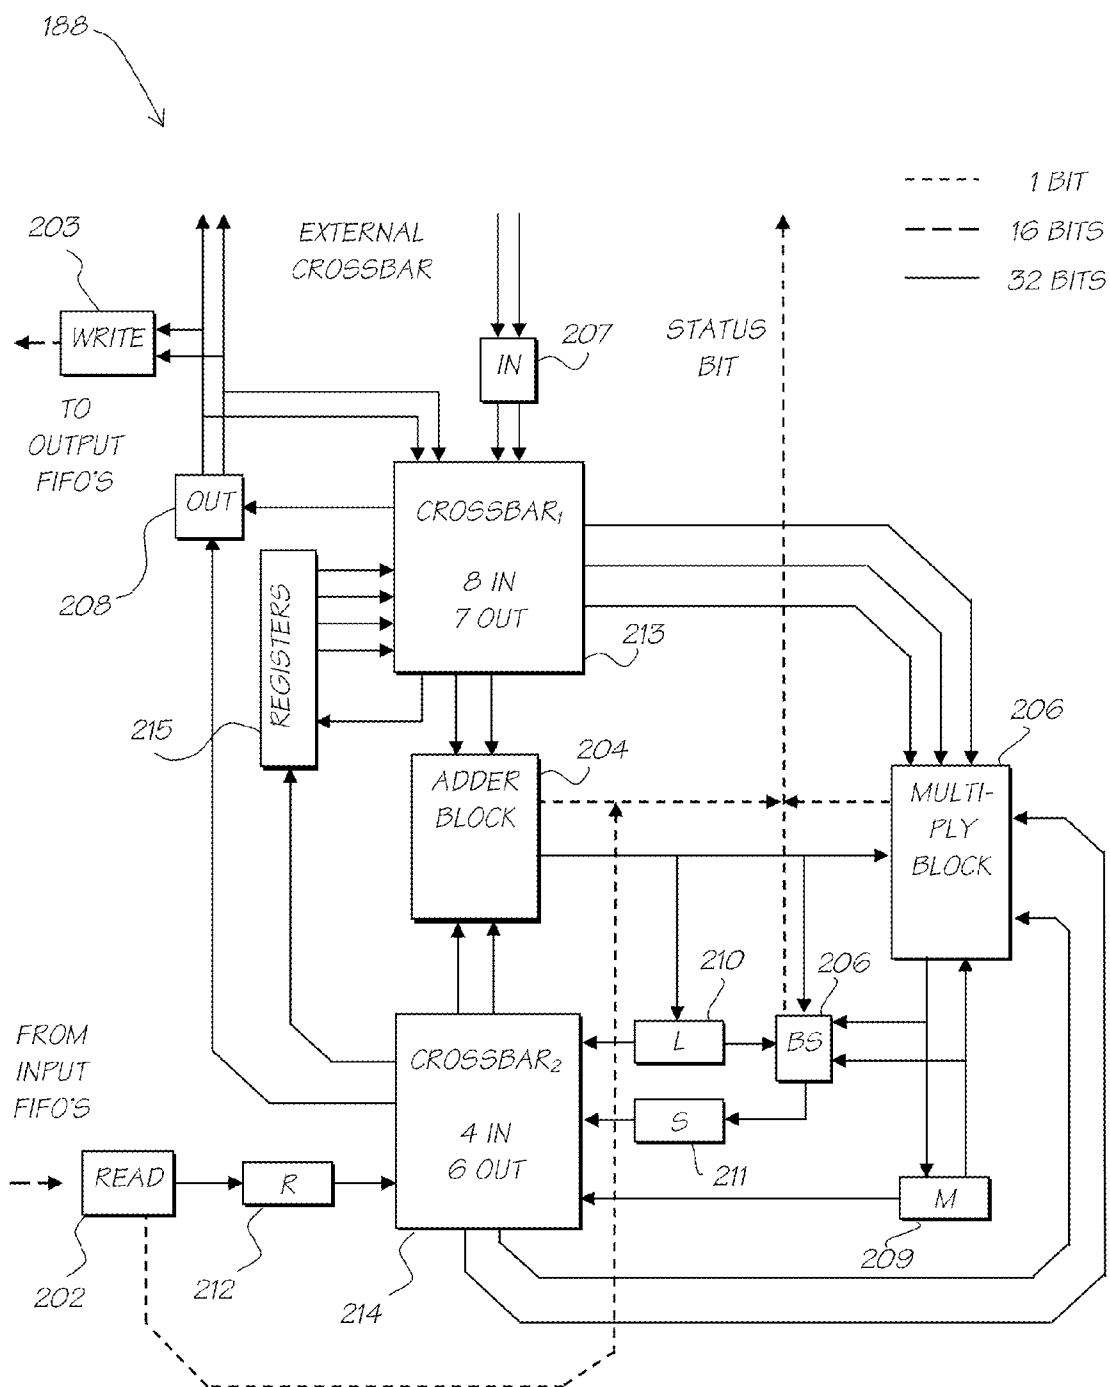 188
1 BIT
16 BITS
32 BITS
203
EXTERNAL
CROSSBAR
WRITE
IN
207
STATUS
BIT
TO
OUTPUT
FIFO'S
OUT
208
CROSSBAR₁
8 IN
7 OUT
213
REGISTERS
215
204
206
ADDER
BLOCK
MULTI-
PLY
BLOCK
210
206
L
BS
FROM
INPUT
FIFO'S
CROSSBAR₂
4 IN
6 OUT
S
211
READ
R
M
209
202
212
214